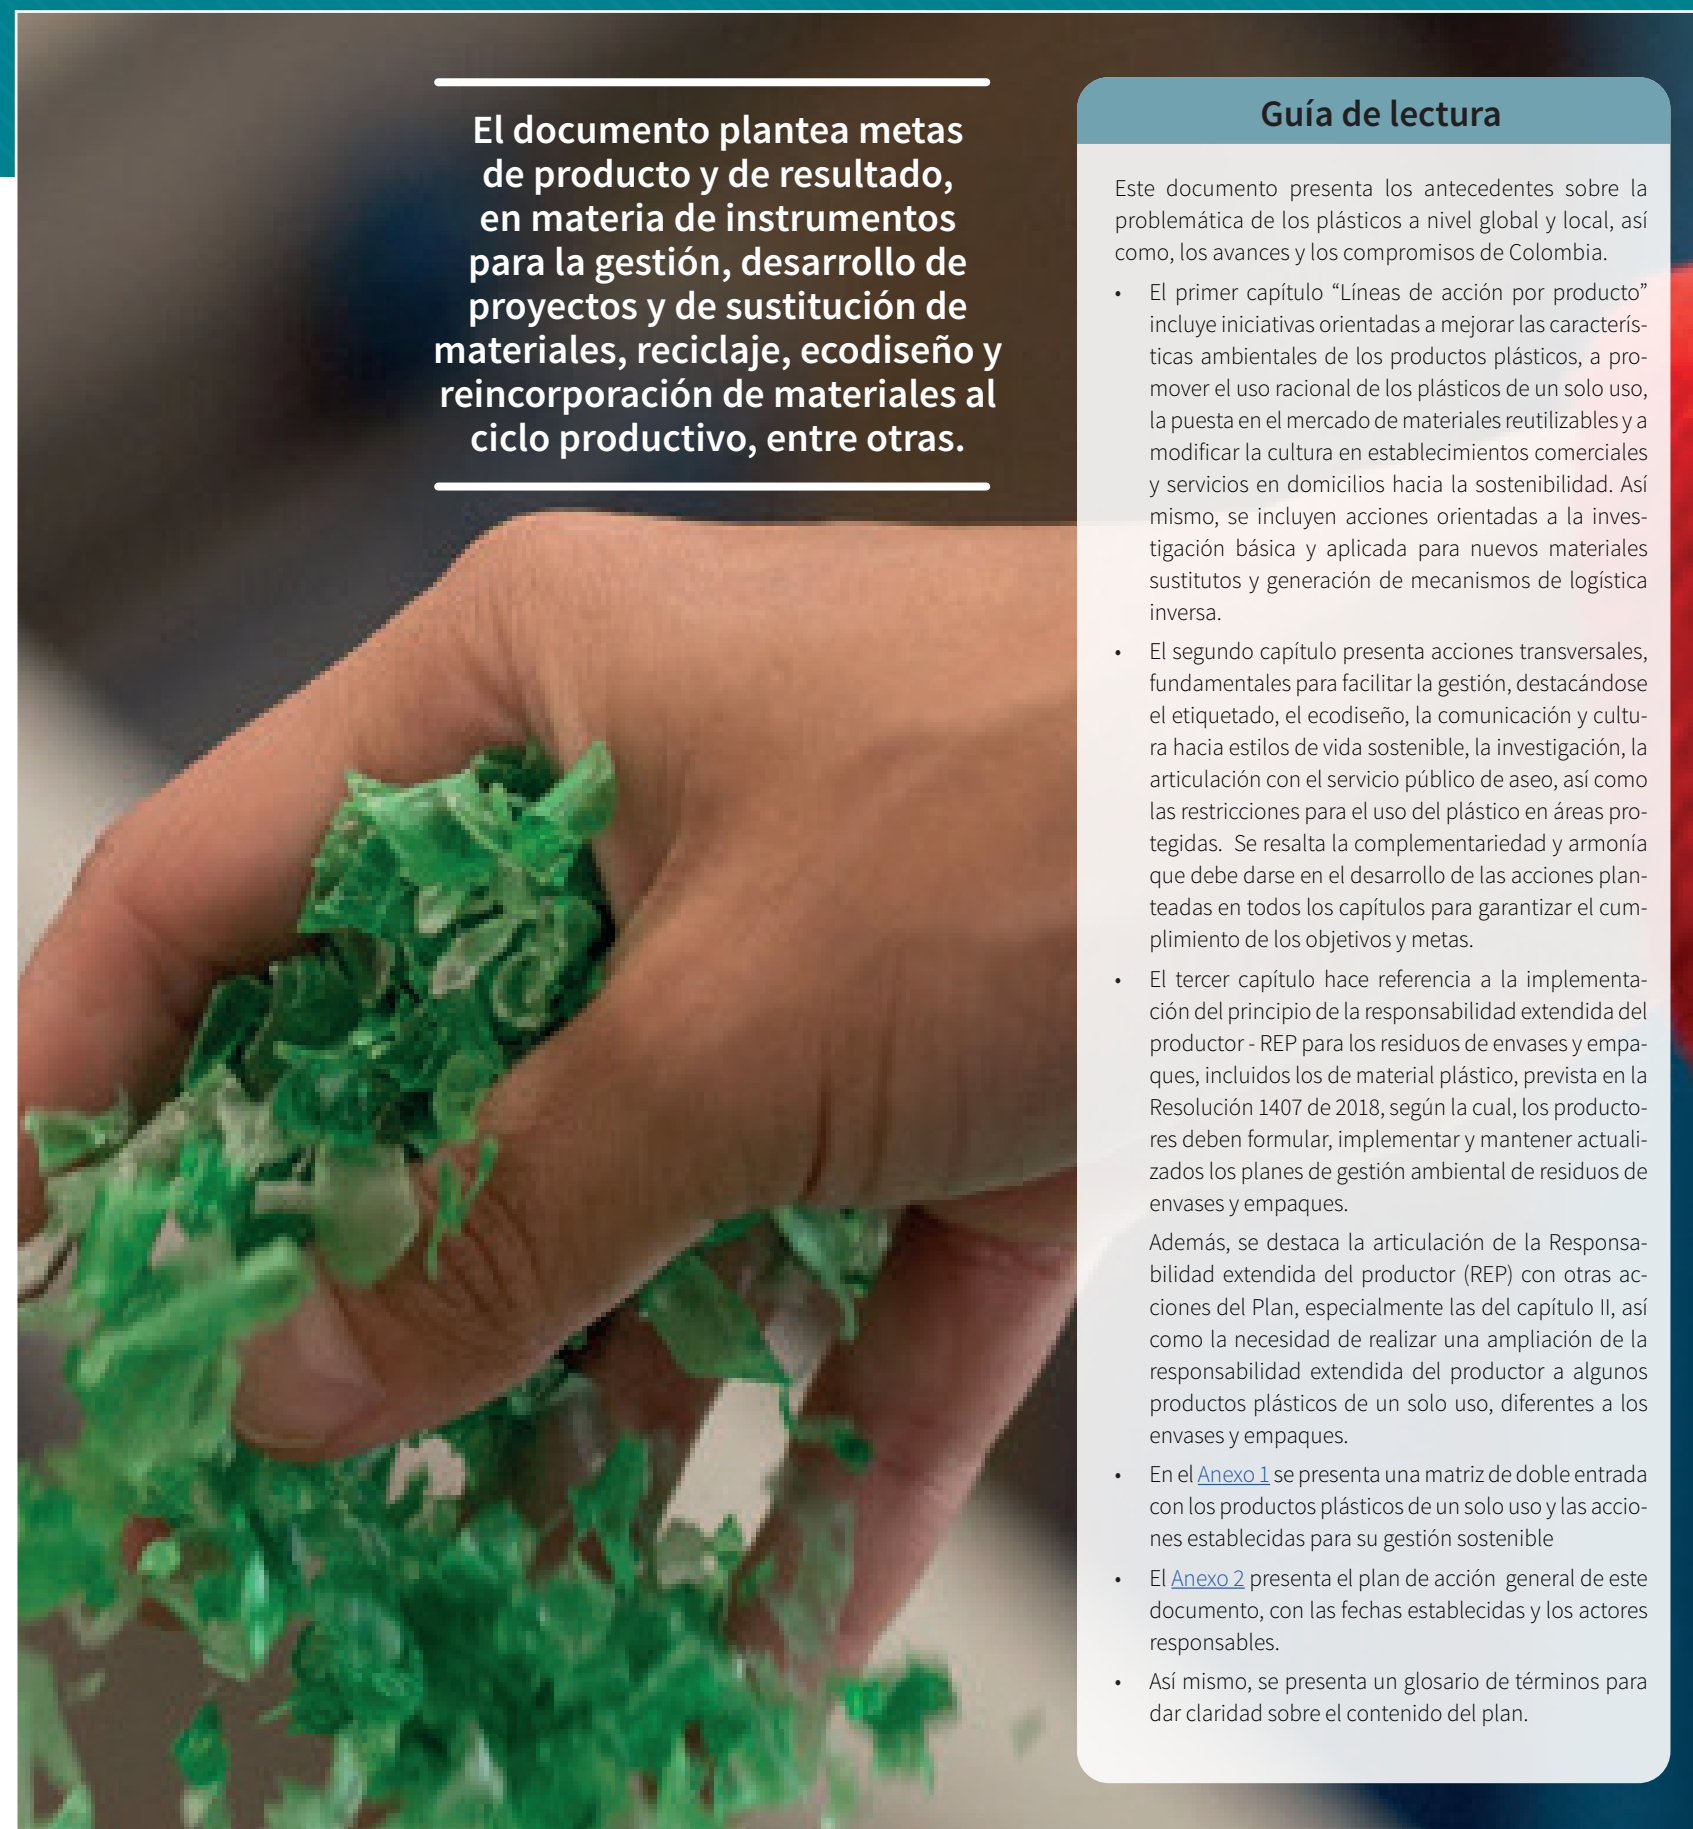 El documento plantea metas
de producto y de resultado,
en materia de instrumentos
para la gestión, desarrollo de
proyectos y de sustitución de
materiales, reciclaje, ecodiseño y
reincorporación de materiales al
ciclo productivo, entre otras.
Guía de lectura
Este documento presenta los antecedentes sobre la
problemática de los plásticos a nivel global y local, así
como, los avances y los compromisos de Colombia.
• El primer capítulo “Líneas de acción por producto”
incluye iniciativas orientadas a mejorar las caracterís-
ticas ambientales de los productos plásticos, a pro-
mover el uso racional de los plásticos de un solo uso,
la puesta en el mercado de materiales reutilizables y a
modificar la cultura en establecimientos comerciales
y servicios en domicilios hacia la sostenibilidad. Así
mismo, se incluyen acciones orientadas a la inves-
tigación básica y aplicada para nuevos materiales
sustitutos y generación de mecanismos de logística
inversa.
• El segundo capítulo presenta acciones transversales,
fundamentales para facilitar la gestión, destacándose
el etiquetado, el ecodiseño, la comunicación y cultu-
ra hacia estilos de vida sostenible, la investigación, la
articulación con el servicio público de aseo, así como
las restricciones para el uso del plástico en áreas pro-
tegidas. Se resalta la complementariedad y armonía
que debe darse en el desarrollo de las acciones plan-
teadas en todos los capítulos para garantizar el cum-
plimiento de los objetivos y metas.
• El tercer capítulo hace referencia a la implementa-
ción del principio de la responsabilidad extendida del
productor - REP para los residuos de envases y empa-
ques, incluidos los de material plástico, prevista en la
Resolución 1407 de 2018, según la cual, los producto-
res deben formular, implementar y mantener actuali-
zados los planes de gestión ambiental de residuos de
envases y empaques.
Además, se destaca la articulación de la Responsa-
bilidad extendida del productor (REP) con otras ac-
ciones del Plan, especialmente las del capítulo II, así
como la necesidad de realizar una ampliación de la
responsabilidad extendida del productor a algunos
productos plásticos de un solo uso, diferentes a los
envases y empaques.
• En el Anexo 1 se presenta una matriz de doble entrada
con los productos plásticos de un solo uso y las accio-
nes establecidas para su gestión sostenible
• El Anexo 2 presenta el plan de acción general de este
documento, con las fechas establecidas y los actores
responsables.
• Así mismo, se presenta un glosario de términos para
dar claridad sobre el contenido del plan.